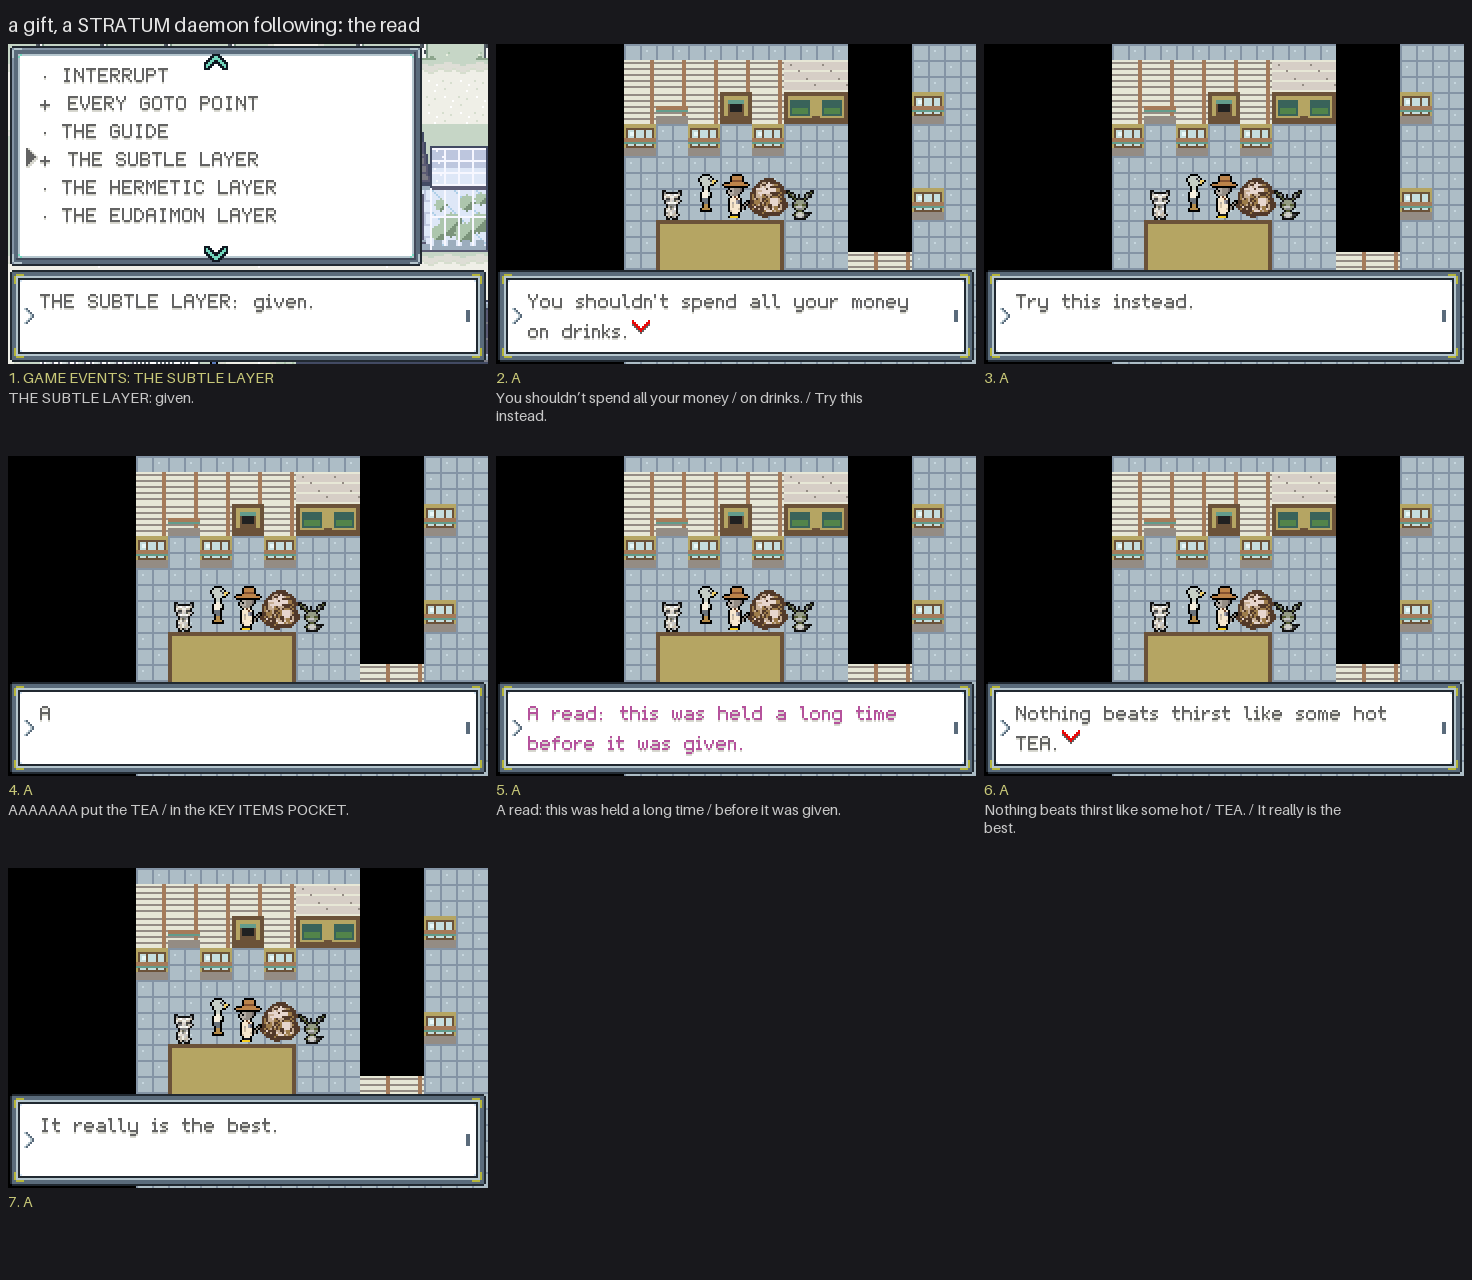 a gift, a STRATUM daemon following: the read
· INTERRUPT
+ EVERY GOTO POINT
· THE GUIDE
+ THE SUBTLE LAYER
· THE HERMETIC LAYER
· THE EUDAIMON LAYER
THE SUBTLE LAYER: given.
1. GAME EVENTS: THE SUBTLE LAYER
THE SUBTLE LAYER: given.
You shouldn't spend all your money
on drinks.
2. A
You shouldn't spend all your money / on drinks. / Try this
instead.
Try this instead.
3. A
A
4. A
AAAAAAA put the TEA / in the KEY ITEMS POCKET.
A read: this was held a long time
before it was given.
5. A
A read: this was held a long time / before it was given.
Nothing beats thirst like some hot
TEA.
6. A
Nothing beats thirst like some hot / TEA. / It really is the
best.
It really is the best.
7. A